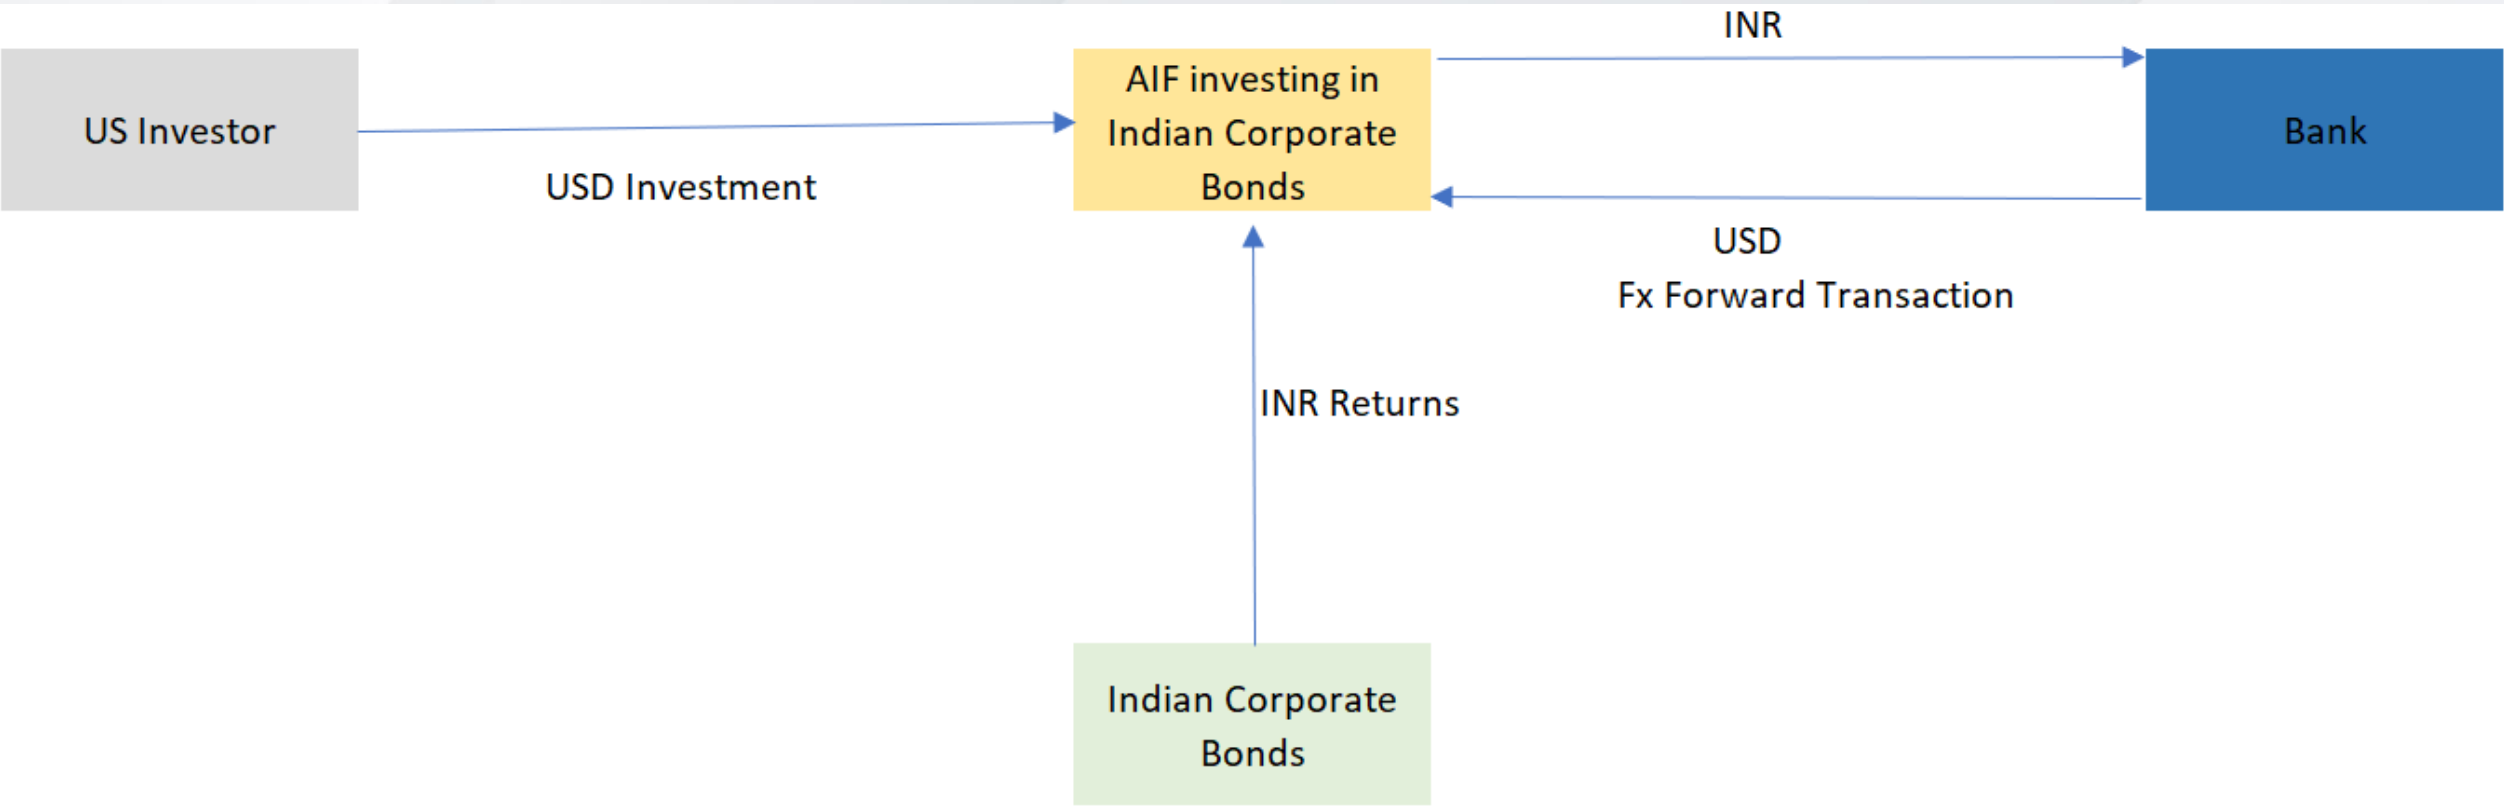 INR
US Investor
AIF investing in
Indian Corporate
Bonds
Bank
USD Investment
USD
Fx Forward Transaction
INR Returns
Indian Corporate
Bonds